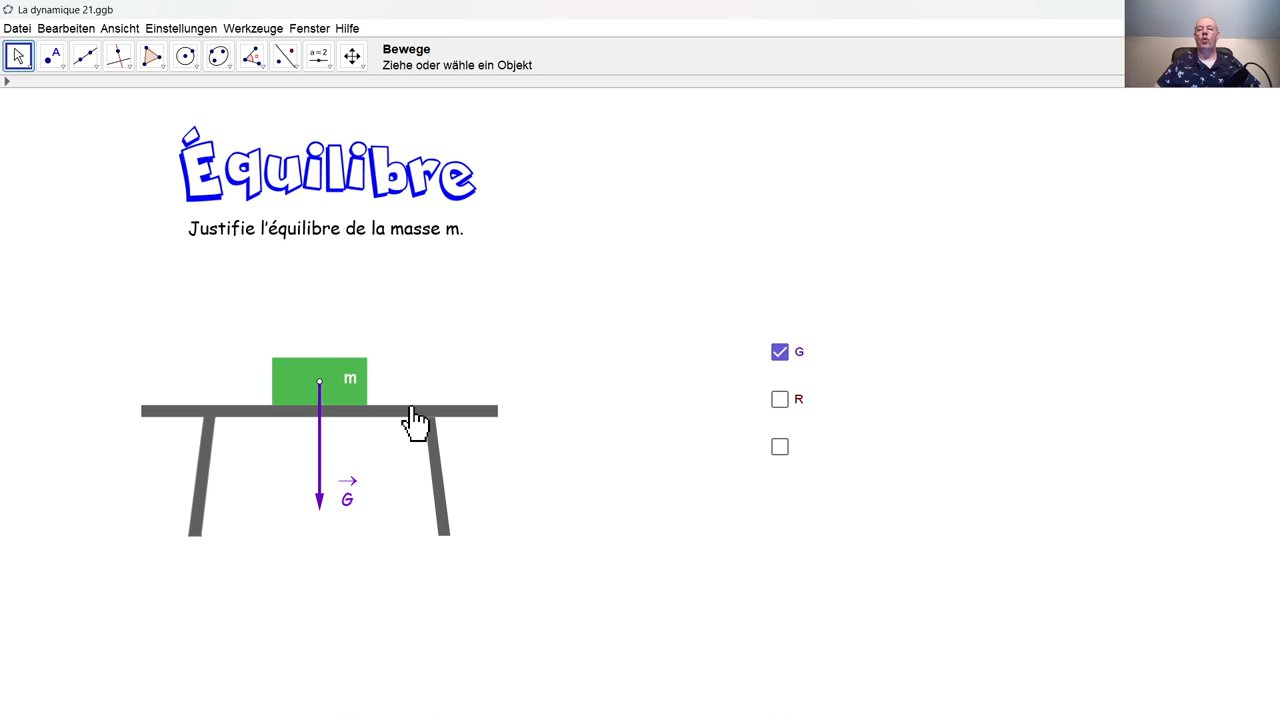 La dynamique 21.ggb
Datei Bearbeiten Ansicht Einstellungen Werkzeuge Fenster Hilfe
A
a=2
Bewege
Ziehe oder wähle ein Objekt
Équilibre
Justifie l'équilibre de la masse m.
G
m
R
G